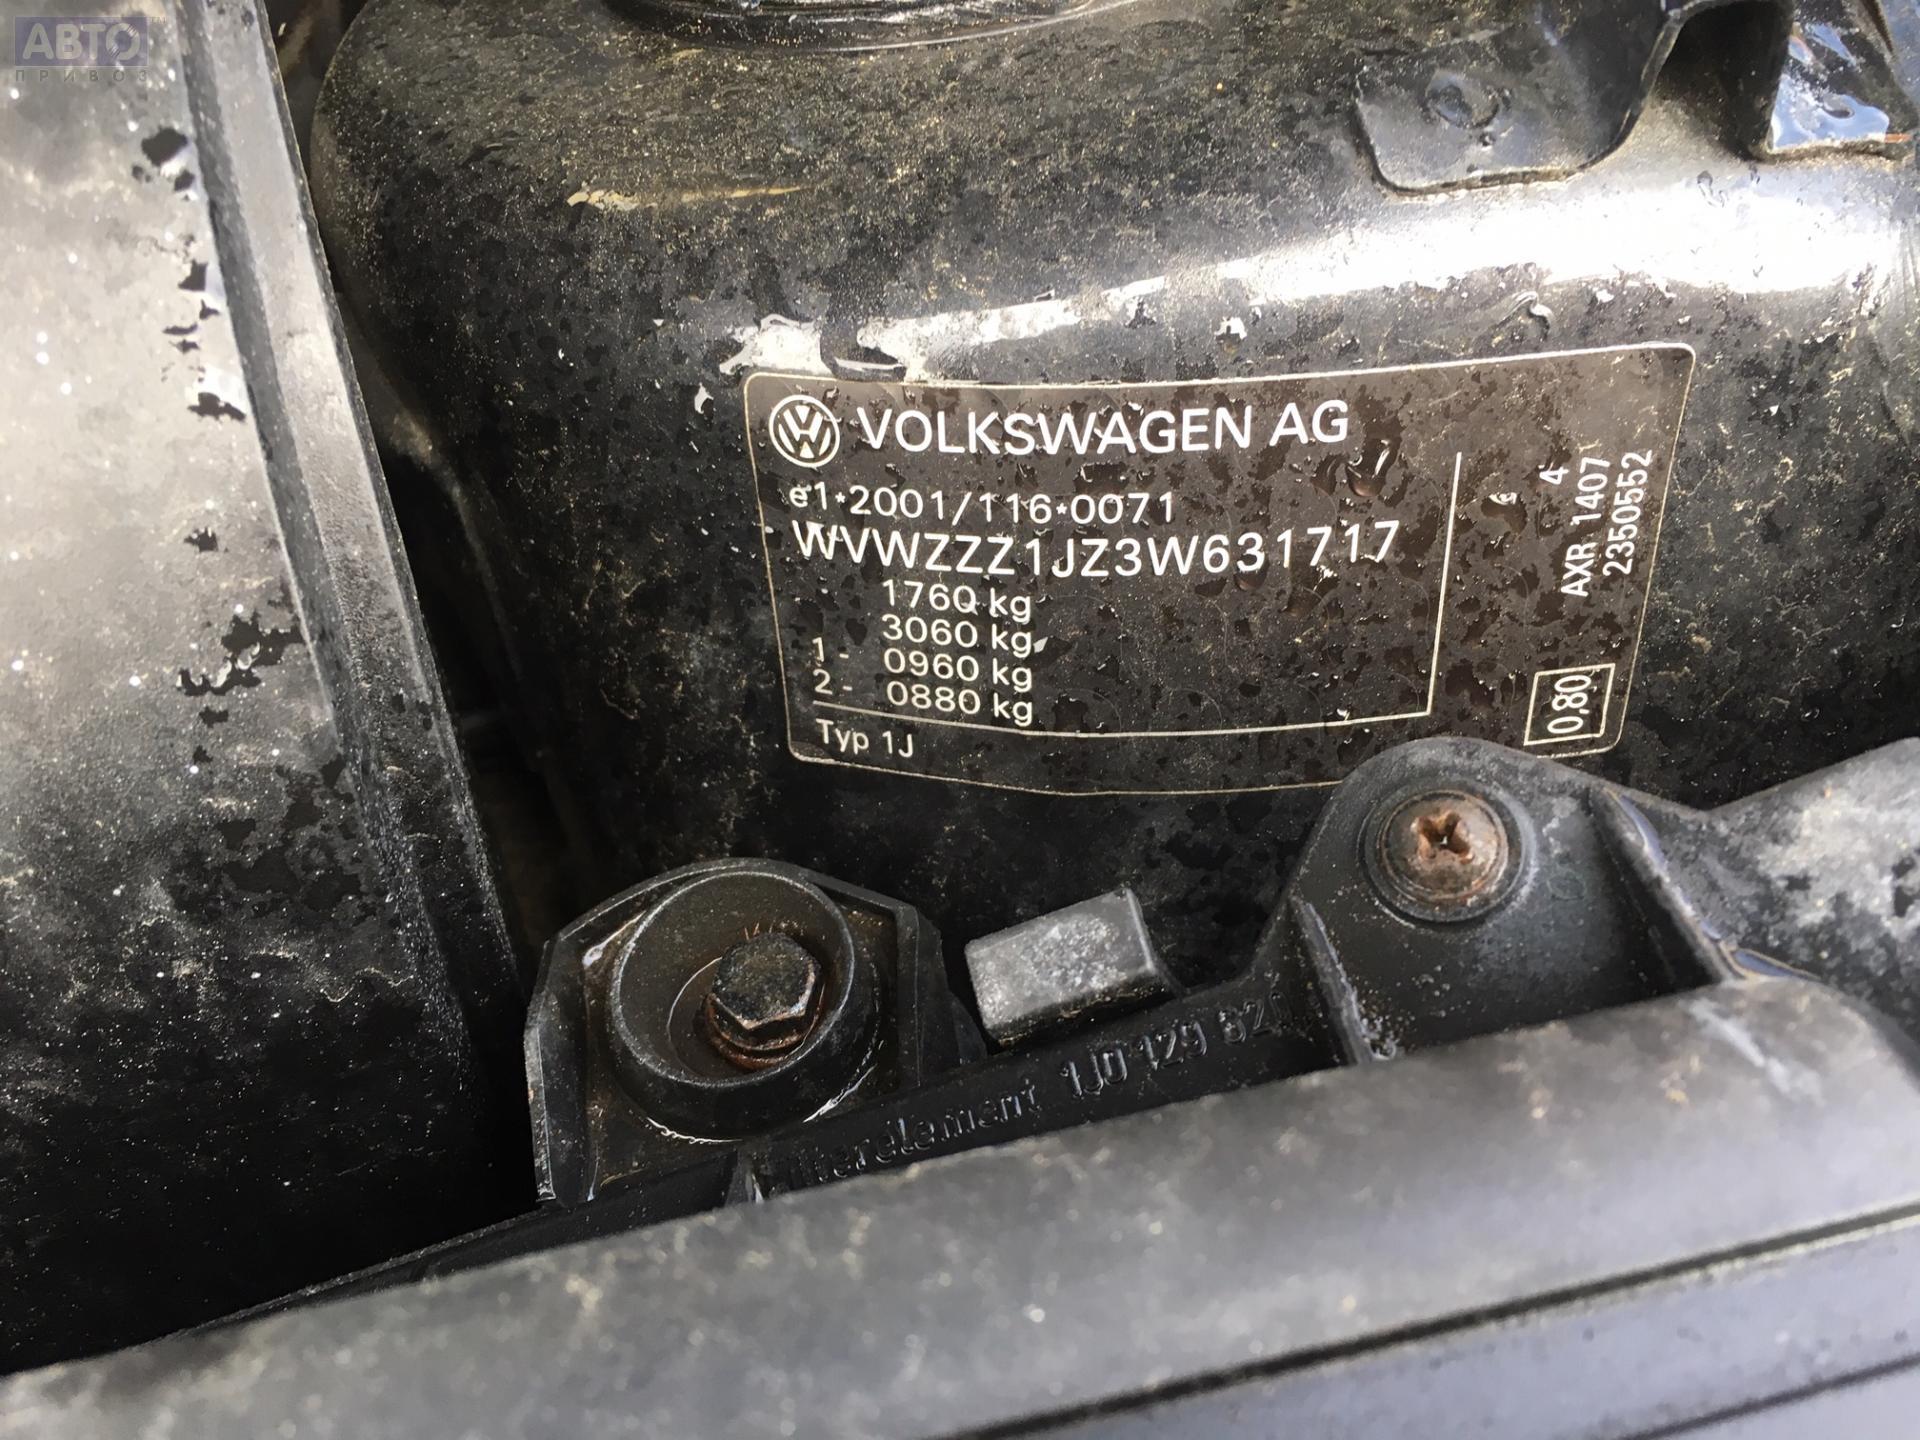 АВТО
ПРИВОЗ
VOLKSWAGEN AG
e1*2001/116*0071
WVWZZZ1JZ3W631717
1760 kg
3060 kg
1- 0960 kg
2- 0880 kg
Typ 1J
4
AXR 1407
2350552
0,80
Filterelement 1J0 129 620